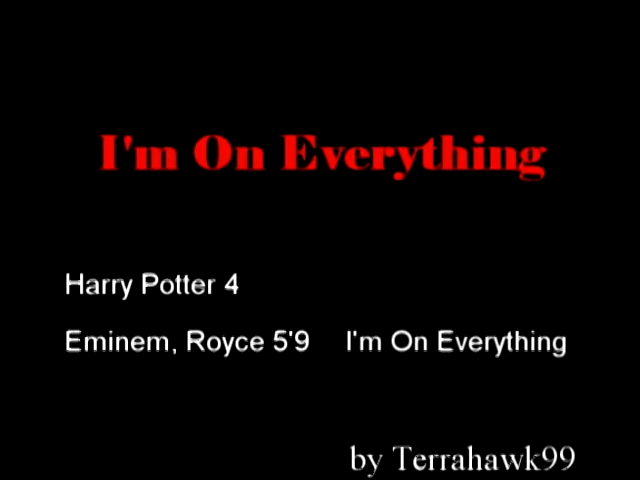 I'm On Everything
Harry Potter 4
Eminem, Royce 5'9 I'm On Everything
by Terrahawk99